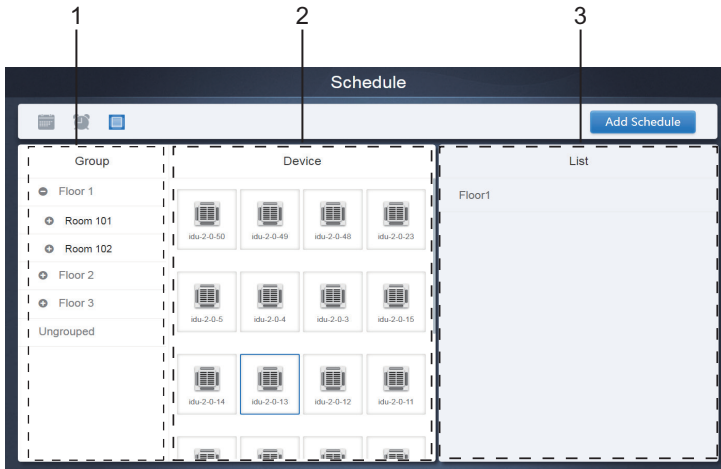 1 2 3
Schedule
Add Schedule
Group Device List
Floor 1
Room 101
Room 102
Floor 2
Floor 3
Ungrouped
idu-2-0-50 idu-2-0-49 idu-2-0-48 idu-2-0-23
idu-2-0-5 idu-2-0-4 idu-2-0-3 idu-2-0-15
idu-2-0-14 idu-2-0-13 idu-2-0-12 idu-2-0-11
Floor1